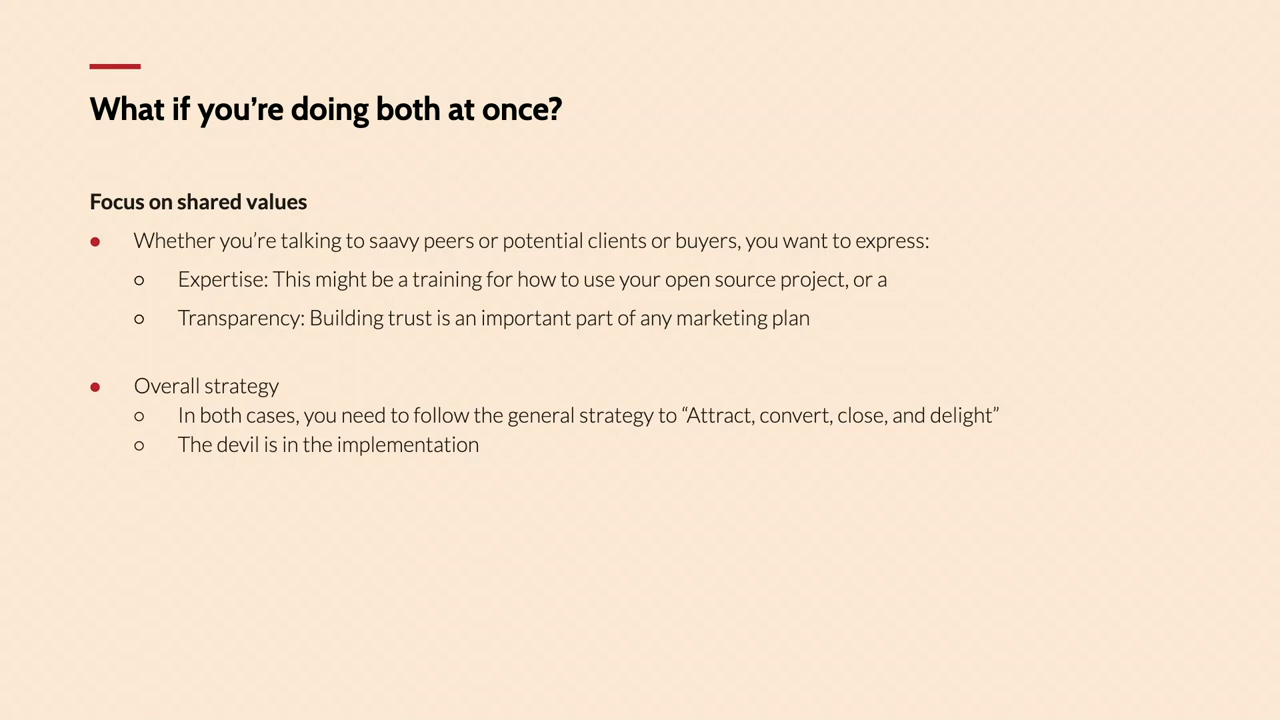 What if you’re doing both at once?
Focus on shared values
● Whether you’re talking to saavy peers or potential clients or buyers, you want to express:
○ Expertise: This might be a training for how to use your open source project, or a
○ Transparency: Building trust is an important part of any marketing plan
● Overall strategy
○ In both cases, you need to follow the general strategy to “Attract, convert, close, and delight”
○ The devil is in the implementation